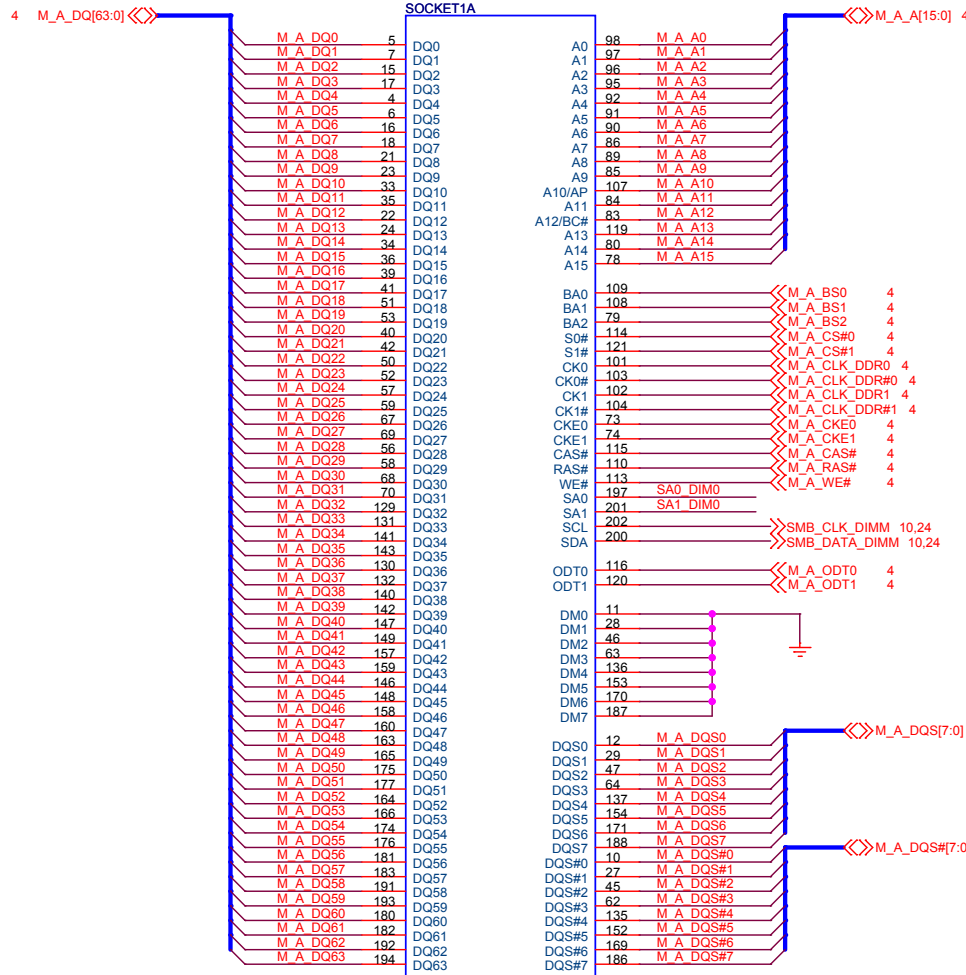 SOCKET1A
4 M_A_DQ[63:0] M_A_A[15:0] 4
M_A_DQ0 5 DQ0 A0 98 M_A_A0
M_A_DQ1 7 DQ1 A1 97 M_A_A1
M_A_DQ2 15 DQ2 A2 96 M_A_A2
M_A_DQ3 17 DQ3 A3 95 M_A_A3
M_A_DQ4 4 DQ4 A4 92 M_A_A4
M_A_DQ5 6 DQ5 A5 91 M_A_A5
M_A_DQ6 16 DQ6 A6 90 M_A_A6
M_A_DQ7 18 DQ7 A7 86 M_A_A7
M_A_DQ8 21 DQ8 A8 89 M_A_A8
M_A_DQ9 23 DQ9 A9 85 M_A_A9
M_A_DQ10 33 DQ10 A10/AP 107 M_A_A10
M_A_DQ11 35 DQ11 A11 84 M_A_A11
M_A_DQ12 22 DQ12 A12/BC# 83 M_A_A12
M_A_DQ13 24 DQ13 A13 119 M_A_A13
M_A_DQ14 34 DQ14 A14 80 M_A_A14
M_A_DQ15 36 DQ15 A15 78 M_A_A15
M_A_DQ16 39 DQ16
M_A_DQ17 41 DQ17 BA0 109 M_A_BS0 4
M_A_DQ18 51 DQ18 BA1 108 M_A_BS1 4
M_A_DQ19 53 DQ19 BA2 79 M_A_BS2 4
M_A_DQ20 40 DQ20 S0# 114 M_A_CS#0 4
M_A_DQ21 42 DQ21 S1# 121 M_A_CS#1 4
M_A_DQ22 50 DQ22 CK0 101 M_A_CLK_DDR0 4
M_A_DQ23 52 DQ23 CK0# 103 M_A_CLK_DDR#0 4
M_A_DQ24 57 DQ24 CK1 102 M_A_CLK_DDR1 4
M_A_DQ25 59 DQ25 CK1# 104 M_A_CLK_DDR#1 4
M_A_DQ26 67 DQ26 CKE0 73 M_A_CKE0 4
M_A_DQ27 69 DQ27 CKE1 74 M_A_CKE1 4
M_A_DQ28 56 DQ28 CAS# 115 M_A_CAS# 4
M_A_DQ29 58 DQ29 RAS# 110 M_A_RAS# 4
M_A_DQ30 68 DQ30 WE# 113 M_A_WE# 4
M_A_DQ31 70 DQ31 SA0 197 SA0_DIM0
M_A_DQ32 129 DQ32 SA1 201 SA1_DIM0
M_A_DQ33 131 DQ33 SCL 202 SMB_CLK_DIMM 10,24
M_A_DQ34 141 DQ34 SDA 200 SMB_DATA_DIMM 10,24
M_A_DQ35 143 DQ35
M_A_DQ36 130 DQ36 ODT0 116 M_A_ODT0 4
M_A_DQ37 132 DQ37 ODT1 120 M_A_ODT1 4
M_A_DQ38 140 DQ38
M_A_DQ39 142 DQ39 DM0 11
M_A_DQ40 147 DQ40 DM1 28
M_A_DQ41 149 DQ41 DM2 46
M_A_DQ42 157 DQ42 DM3 63
M_A_DQ43 159 DQ43 DM4 136
M_A_DQ44 146 DQ44 DM5 153
M_A_DQ45 148 DQ45 DM6 170
M_A_DQ46 158 DQ46 DM7 187
M_A_DQ47 160 DQ47 M_A_DQS[7:0]
M_A_DQ48 163 DQ48 DQS0 12 M_A_DQS0
M_A_DQ49 165 DQ49 DQS1 29 M_A_DQS1
M_A_DQ50 175 DQ50 DQS2 47 M_A_DQS2
M_A_DQ51 177 DQ51 DQS3 64 M_A_DQS3
M_A_DQ52 164 DQ52 DQS4 137 M_A_DQS4
M_A_DQ53 166 DQ53 DQS5 154 M_A_DQS5
M_A_DQ54 174 DQ54 DQS6 171 M_A_DQS6
M_A_DQ55 176 DQ55 DQS7 188 M_A_DQS7 M_A_DQS#[7:0
M_A_DQ56 181 DQ56 DQS#0 10 M_A_DQS#0
M_A_DQ57 183 DQ57 DQS#1 27 M_A_DQS#1
M_A_DQ58 191 DQ58 DQS#2 45 M_A_DQS#2
M_A_DQ59 193 DQ59 DQS#3 62 M_A_DQS#3
M_A_DQ60 180 DQ60 DQS#4 135 M_A_DQS#4
M_A_DQ61 182 DQ61 DQS#5 152 M_A_DQS#5
M_A_DQ62 192 DQ62 DQS#6 169 M_A_DQS#6
M_A_DQ63 194 DQ63 DQS#7 186 M_A_DQS#7